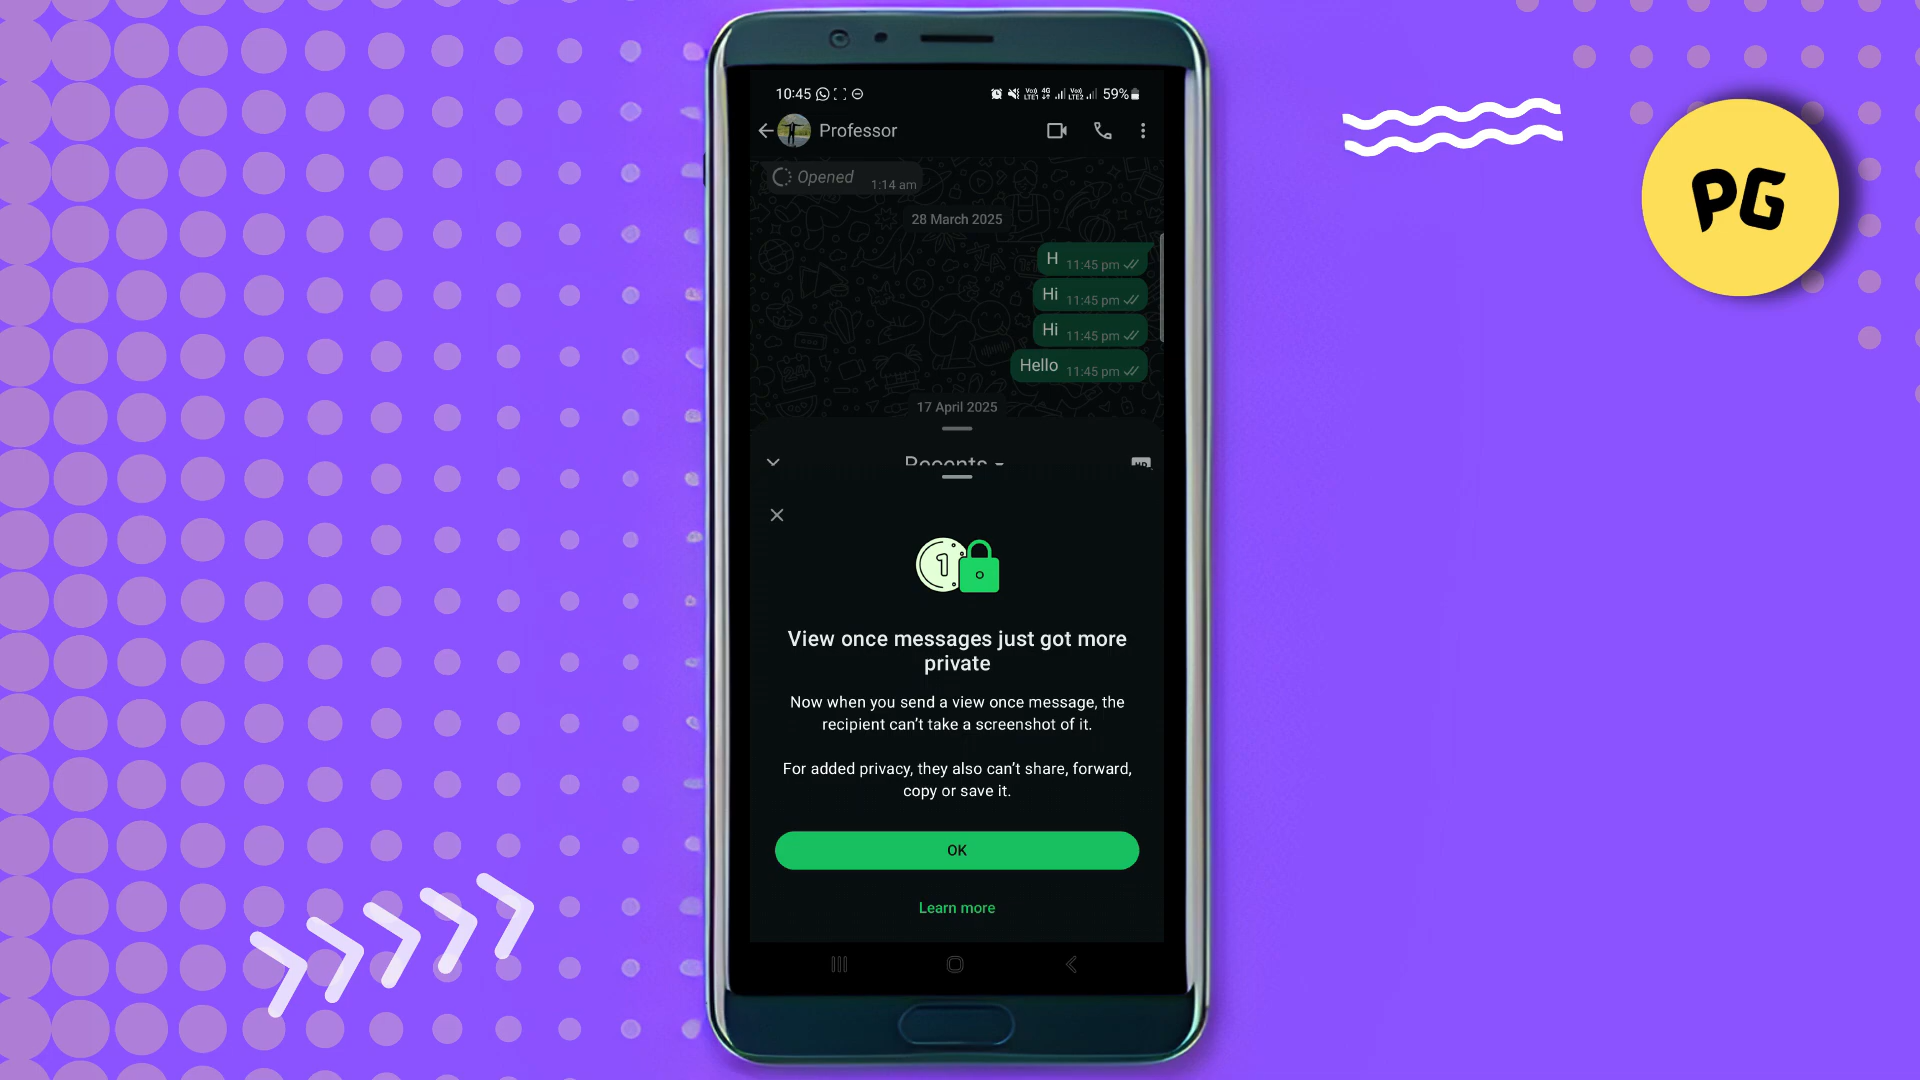 10:45 59%
Professor
Opened 1:14 am
28 March 2025
H 11:45 pm
Hi 11:45 pm
Hi 11:45 pm
Hello 11:45 pm
17 April 2025
Recents
HD
1
View once messages just got more
private
Now when you send a view once message, the
recipient can't take a screenshot of it.
For added privacy, they also can't share, forward,
copy or save it.
OK
Learn more
PG